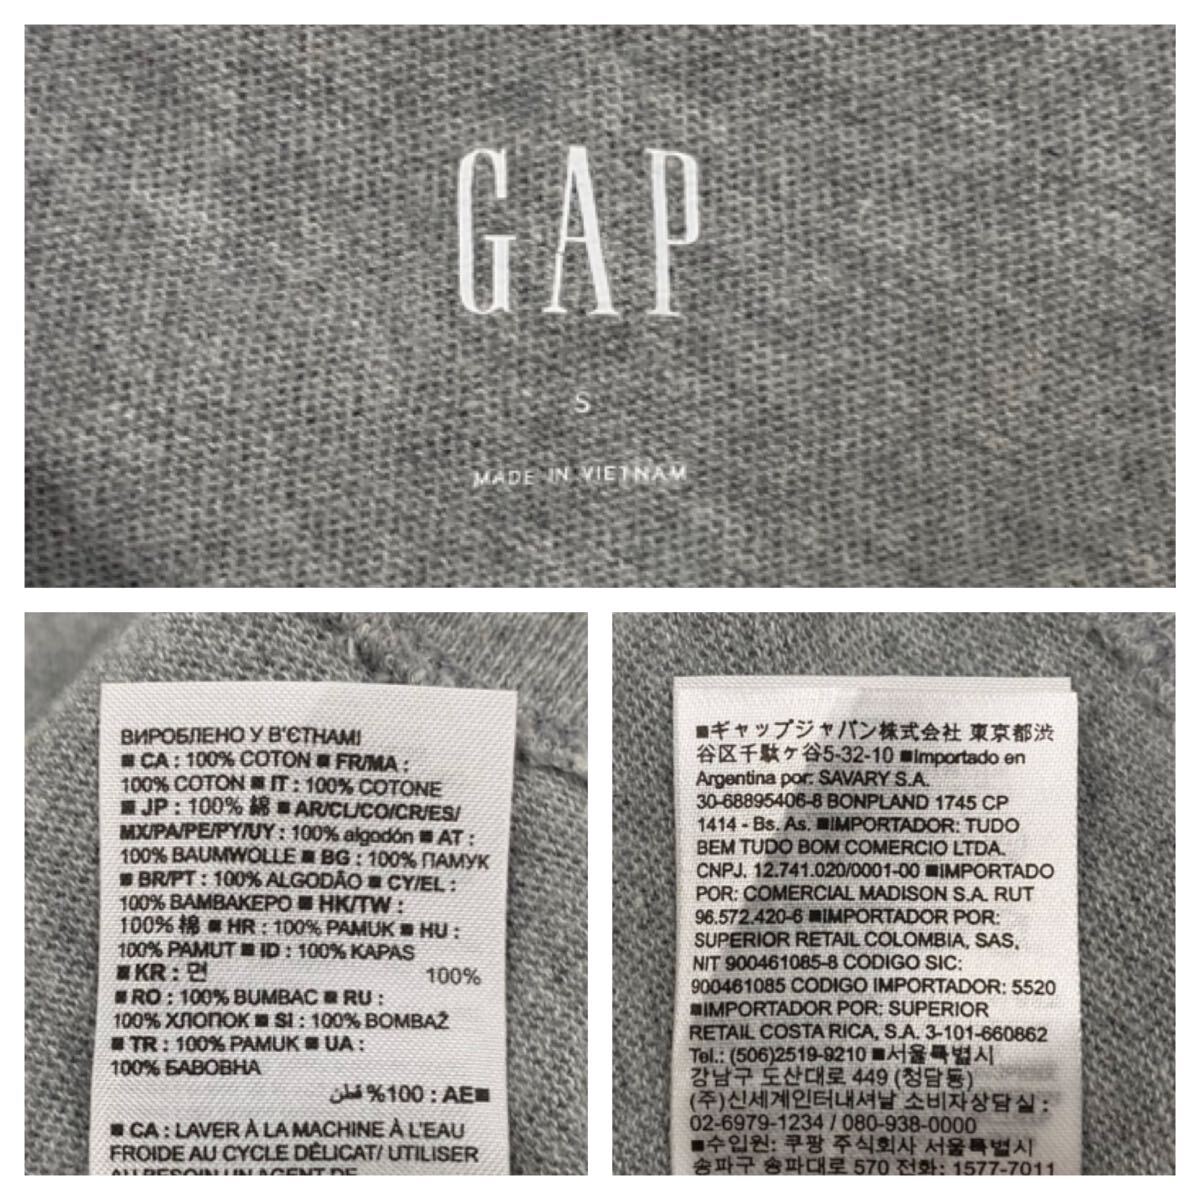 GAP
S
MADE IN VIETNAM
ВИРОБЛЕНО У В'ЄТНАМІ
■ CA : 100% COTON ■ FR/MA :
100% COTON ■ IT : 100% COTONE
■ JP : 100% 綿 ■ AR/CL/CO/CR/ES/
MX/PA/PE/PY/UY : 100% algodón ■ AT :
100% BAUMWOLLE ■ BG : 100% ПАМУК
■ BR/PT : 100% ALGODÃO ■ CY/EL :
100% ΒΑΜΒΑΚΕΡΟ ■ HK/TW :
100% 棉 ■ HR : 100% PAMUK ■ HU :
100% PAMUT ■ ID : 100% KAPAS
■ KR : 면 100%
■ RO : 100% BUMBAC ■ RU :
100% ХЛОПОК ■ SI : 100% BOMBAŽ
■ TR : 100% PAMUK ■ UA :
100% БАВОВНА
■AE : 100% قطن
■ CA : LAVER À LA MACHINE À L'EAU
FROIDE AU CYCLE DÉLICAT/ UTILISER
AU BESOIN UN AGENT DE
■ギャップジャパン株式会社 東京都渋
谷区千駄ヶ谷5-32-10 ■Importado en
Argentina por: SAVARY S.A.
30-68895406-8 BONPLAND 1745 CP
1414 - Bs. As. ■IMPORTADOR: TUDO
BEM TUDO BOM COMERCIO LTDA.
CNPJ. 12.741.020/0001-00 ■IMPORTADO
POR: COMERCIAL MADISON S.A. RUT
96.572.420-6 ■IMPORTADOR POR:
SUPERIOR RETAIL COLOMBIA, SAS,
NIT 900461085-8 CODIGO SIC:
900461085 CODIGO IMPORTADOR: 5520
■IMPORTADOR POR: SUPERIOR
RETAIL COSTA RICA, S.A. 3-101-660862
Tel.: (506)2519-9210 ■서울특별시
강남구 도산대로 449 (청담동)
(주)신세계인터내셔날 소비자상담실 :
02-6979-1234 / 080-938-0000
■수입원: 쿠팡 주식회사 서울특별시
송파구 송파대로 570 전화: 1577-7011